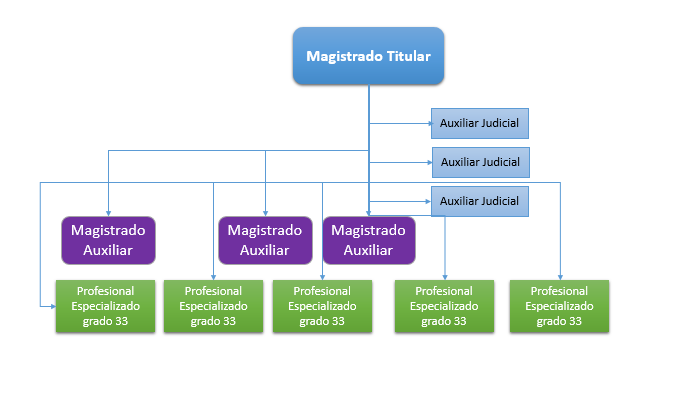 Magistrado Titular
Auxiliar Judicial
Auxiliar Judicial
Auxiliar Judicial
Magistrado
Auxiliar
Magistrado
Auxiliar
Magistrado
Auxiliar
Profesional
Especializado
grado 33
Profesional
Especializado
grado 33
Profesional
Especializado
grado 33
Profesional
Especializado
grado 33
Profesional
Especializado
grado 33